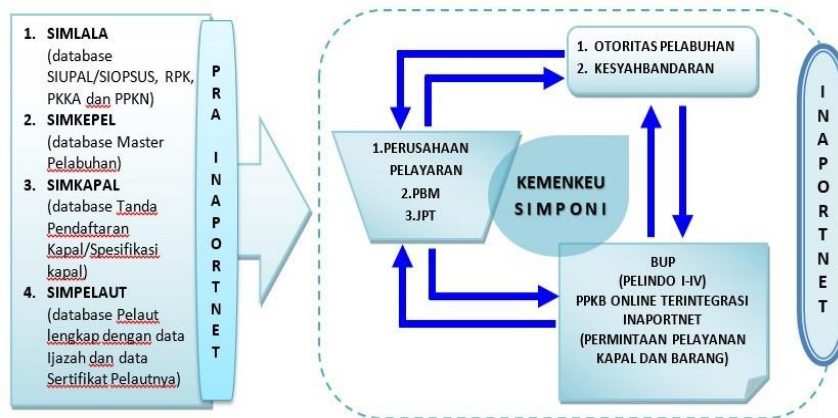 1. SIMLALA
(database
SIUPAL/SIOPSUS, RPK,
PKKA dan PPKN)
2. SIMKEPEL
(database Master
Pelabuhan)
3. SIMKAPAL
(database Tanda
Pendaftaran
Kapal/Spesifikasi
kapal)
4. SIMPELAUT
(database Pelaut
lengkap dengan data
Ijazah dan data
Sertifikat Pelautnya)
PRA INAPORTNET
1. OTORITAS PELABUHAN
2. KESYAHBANDARAN
1.PERUSAHAAN
PELAYARAN
2.PBM
3.JPT
KEMENKEU
SIMPONI
BUP
(PELINDO I-IV)
PPKB ONLINE TERINTEGRASI
INAPORTNET
(PERMINTAAN PELAYANAN
KAPAL DAN BARANG)
INAPORTNET